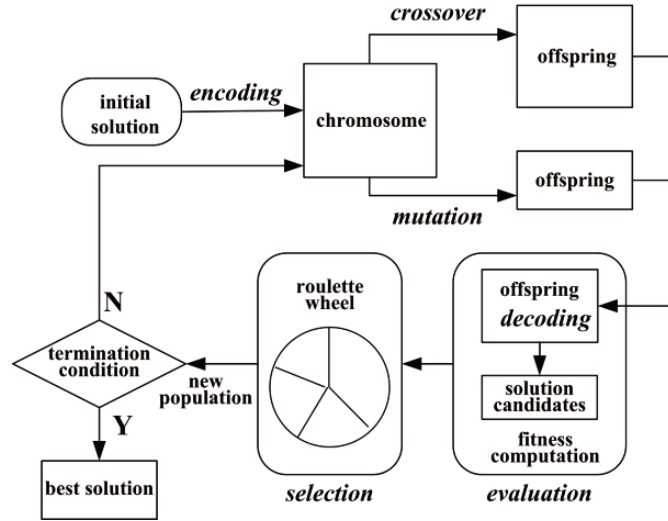 crossover
offspring
initial
solution
encoding
chromosome
offspring
mutation
N
termination
condition
Y
best solution
new
population
roulette
wheel
selection
offspring
decoding
solution
candidates
fitness
computation
evaluation